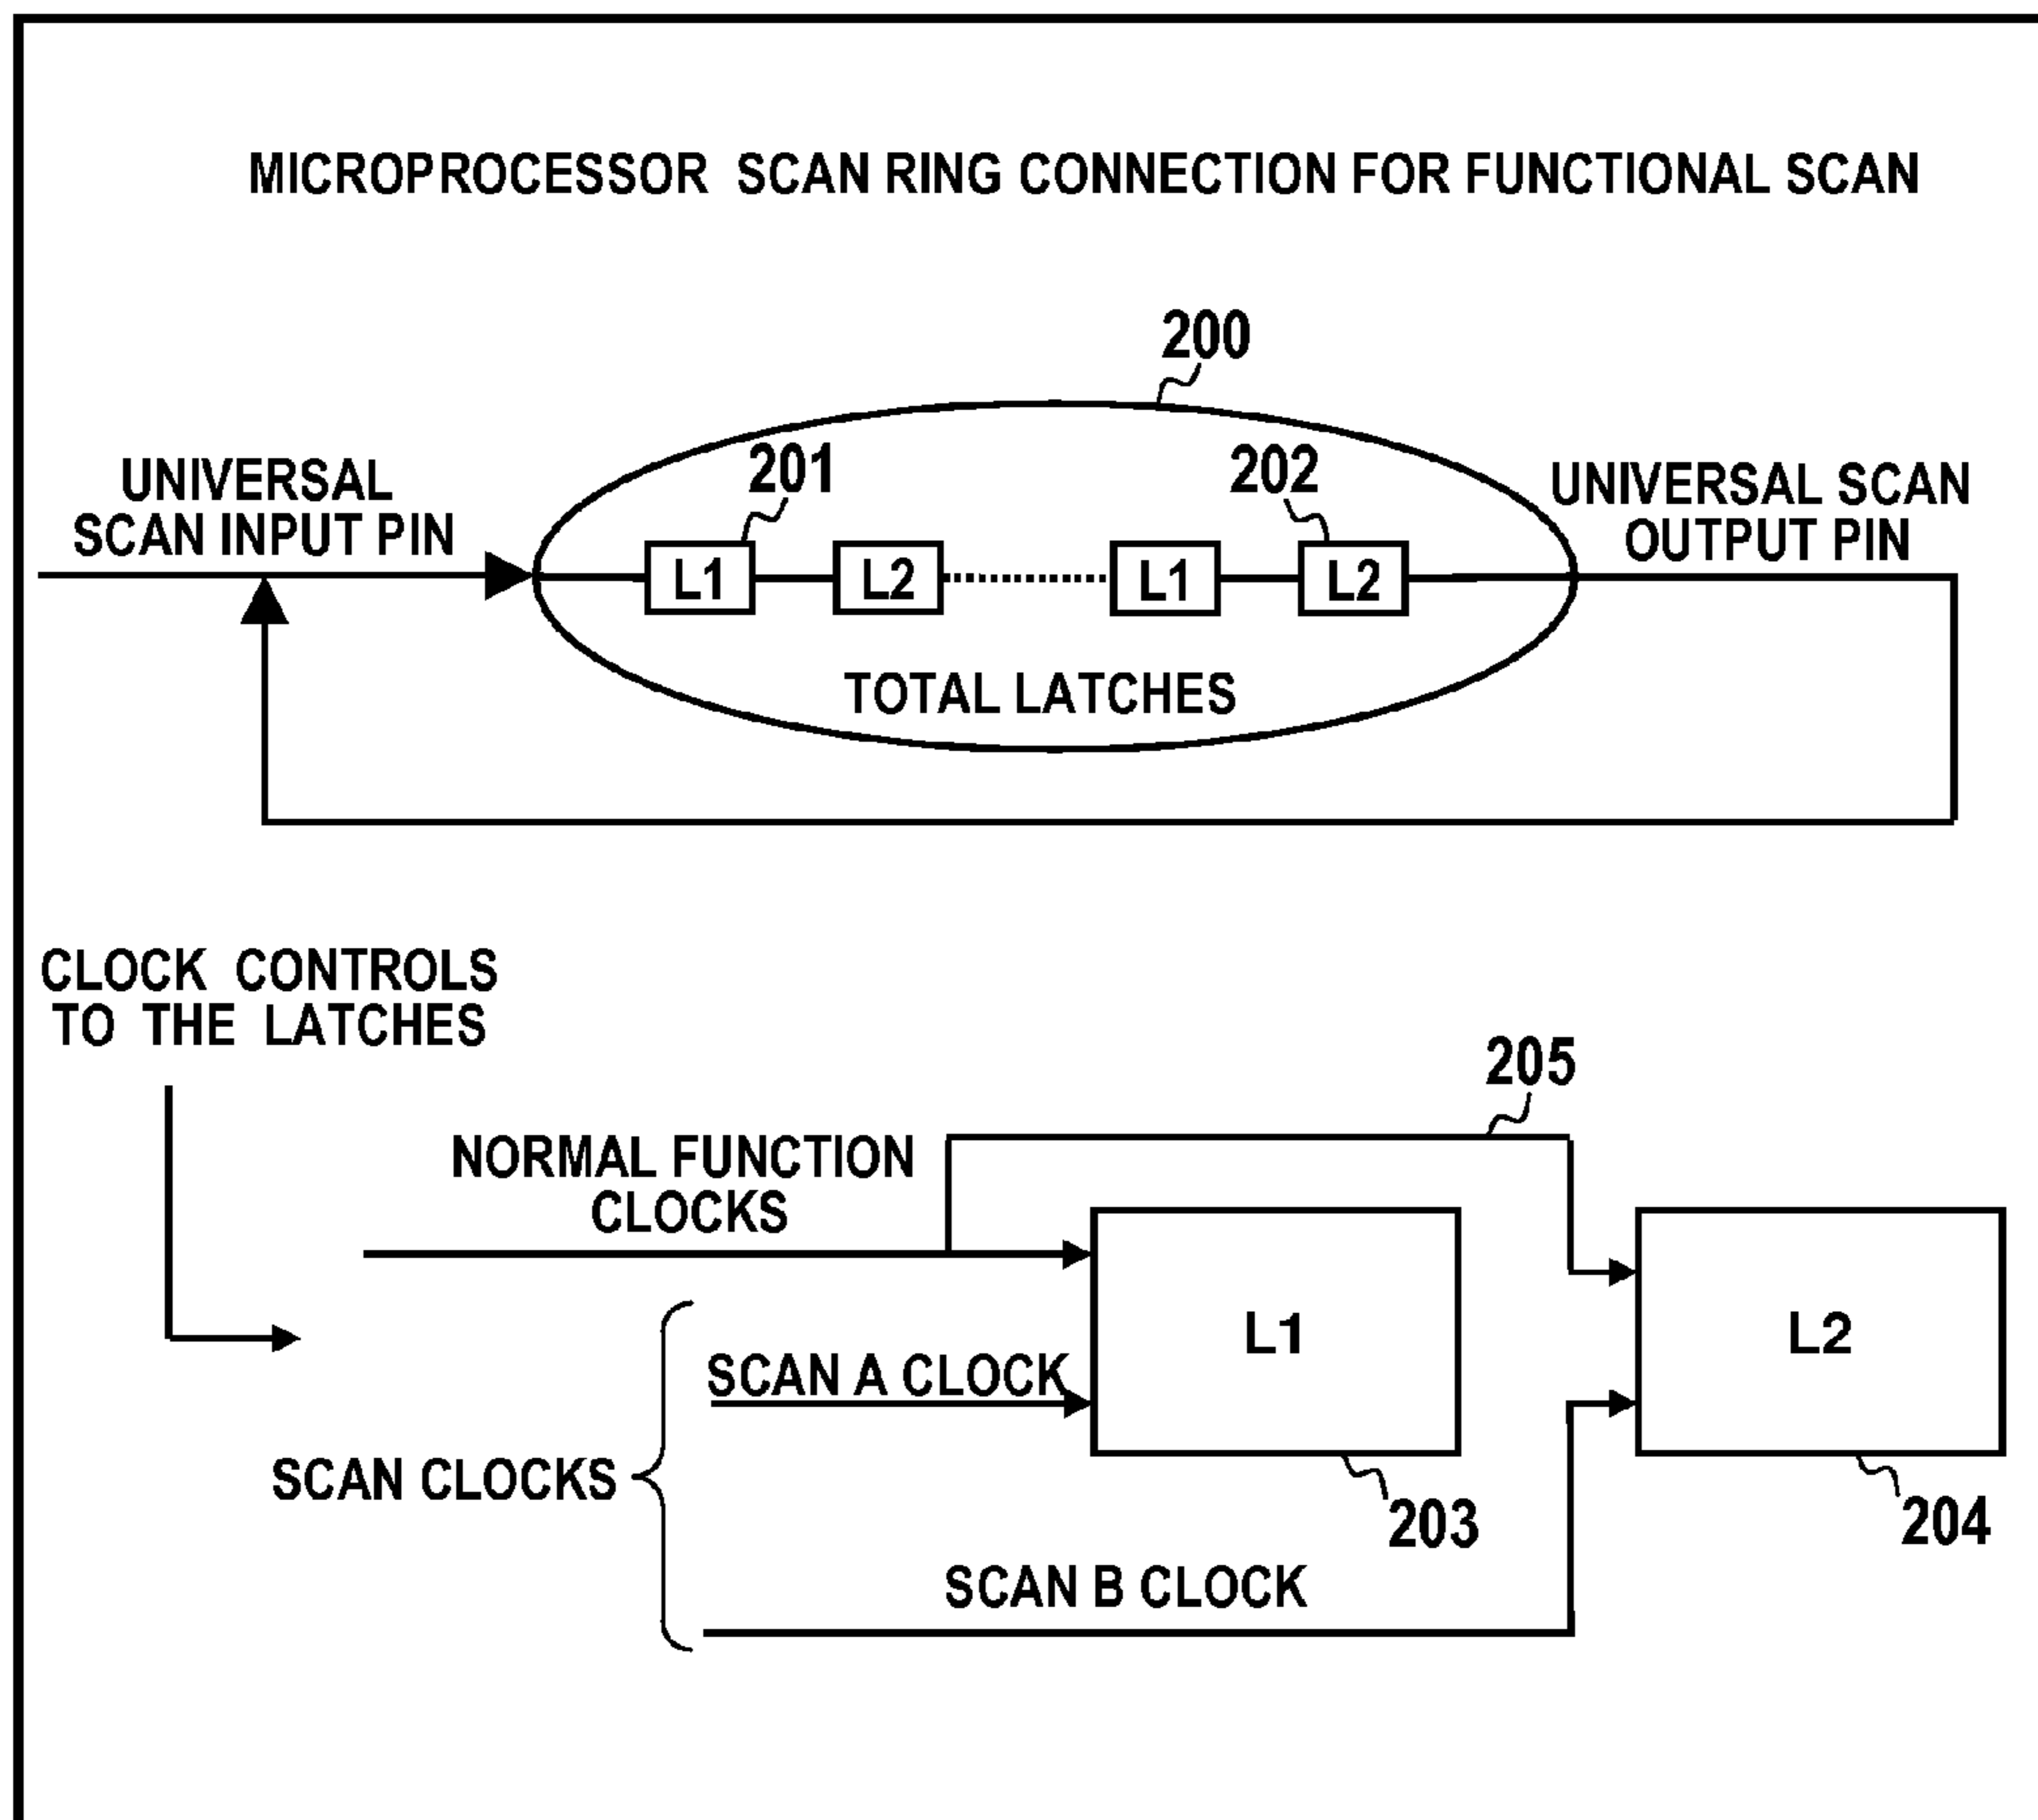 MICROPROCESSOR SCAN RING CONNECTION FOR FUNCTIONAL SCAN
200
UNIVERSAL
SCAN INPUT PIN
201
202
UNIVERSAL SCAN
OUTPUT PIN
L1
L2
L1
L2
TOTAL LATCHES
CLOCK CONTROLS
TO THE LATCHES
205
NORMAL FUNCTION
CLOCKS
L1
L2
SCAN A CLOCK
SCAN CLOCKS
203
204
SCAN B CLOCK